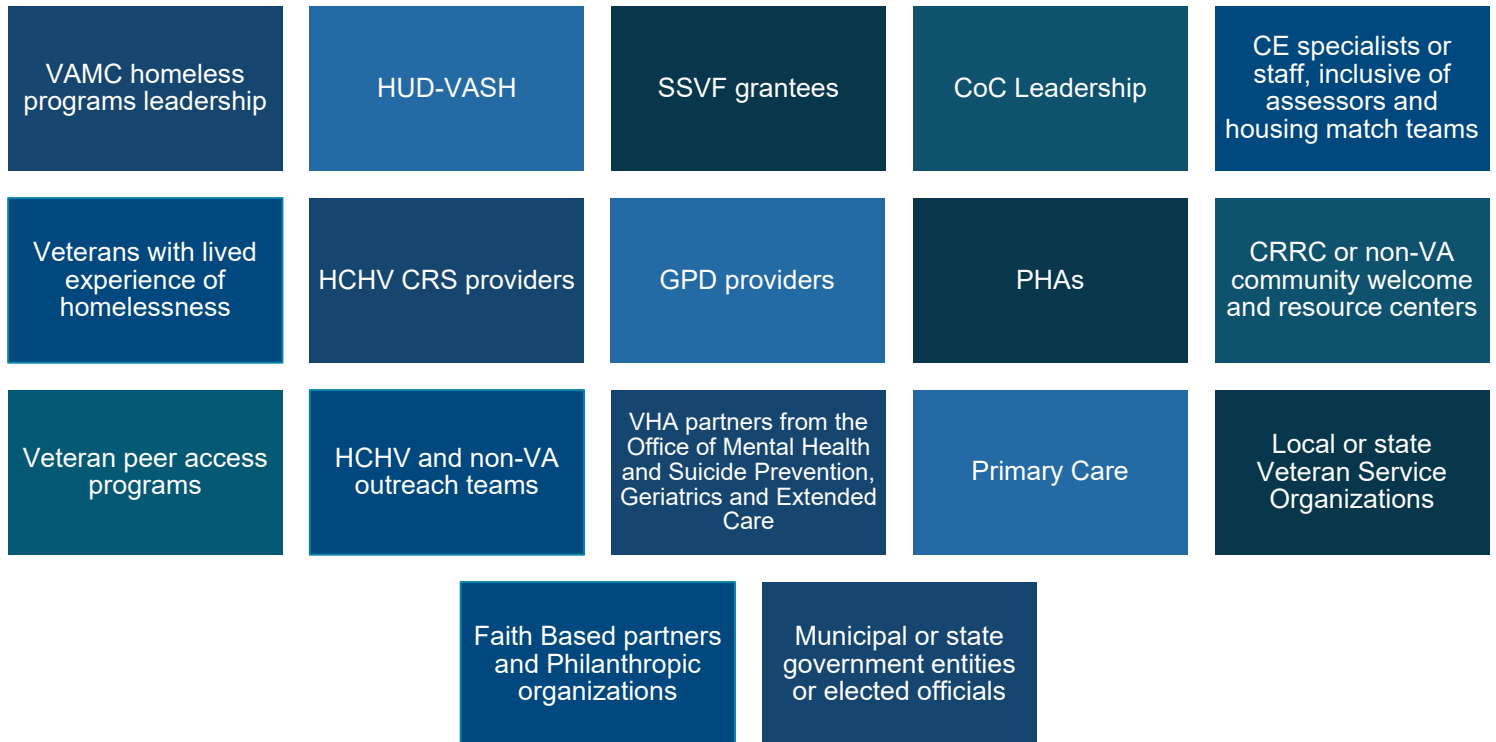 VAMC homeless
programs leadership
HUD-VASH
SSVF grantees
CoC Leadership
CE specialists or
staff, inclusive of
assessors and
housing match teams
Veterans with lived
experience of
homelessness
HCHV CRS providers
GPD providers
PHAs
CRRC or non-VA
community welcome
and resource centers
Veteran peer access
programs
HCHV and non-VA
outreach teams
VHA partners from the
Office of Mental Health
and Suicide Prevention,
Geriatrics and Extended
Care
Primary Care
Local or state
Veteran Service
Organizations
Faith Based partners
and Philanthropic
organizations
Municipal or state
government entities
or elected officials